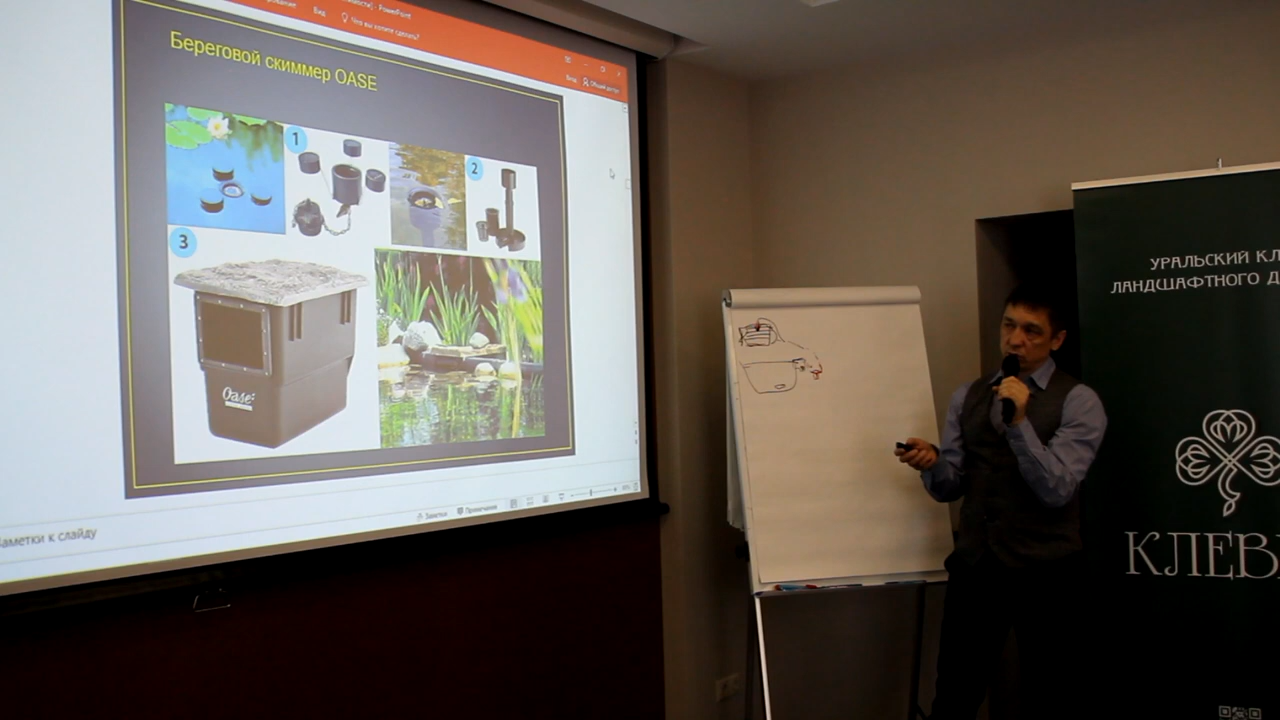 PowerPoint
Вид
Что вы хотите сделать?
Вход
Общий доступ
Береговой скиммер OASE
1
2
3
Oase
Заметки
Примечания
Заметки к слайду
УРАЛЬСКИЙ КЛ
ЛАНДШАФТНОГО Д
КЛЕВ